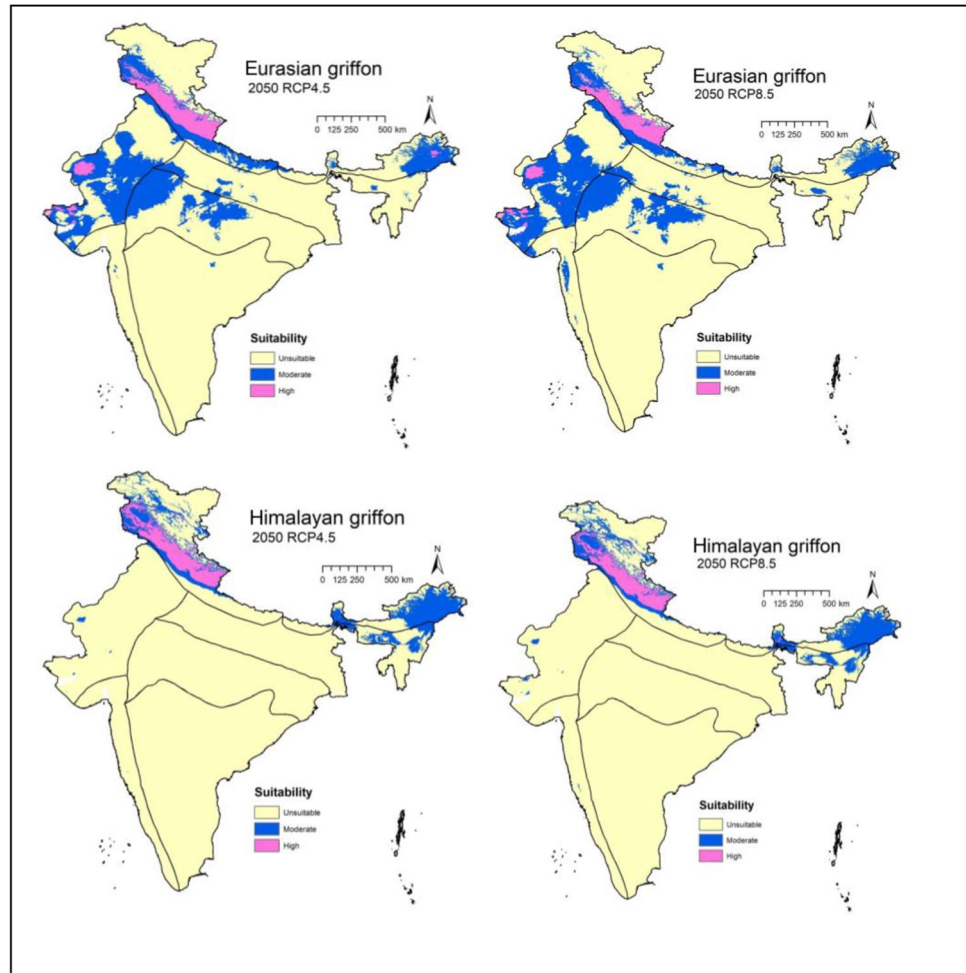 Eurasian griffon
2050 RCP4.5
N
0 125 250 500 km
Suitability
Unsuitable
Moderate
High
Eurasian griffon
2050 RCP8.5
N
0 125 250 500 km
Suitability
Unsuitable
Moderate
High
Himalayan griffon
2050 RCP4.5
N
0 125 250 500 km
Suitability
Unsuitable
Moderate
High
Himalayan griffon
2050 RCP8.5
N
0 125 250 500 km
Suitability
Unsuitable
Moderate
High